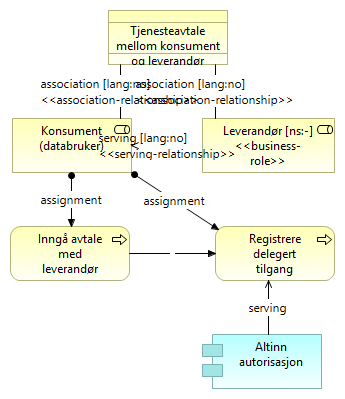 Tjenesteavtale
mellom konsument
og leverandør
association [lang:no]
<<association-relationship>>
association [lang:no]
<<association-relationship>>
Konsument
(databruker)
serving [lang:no]
<<serving-relationship>>
Leverandør [ns:-]
<<business-
role>>
assignment
assignment
Inngå avtale
med
leverandør
Registrere
delegert
tilgang
serving
Altinn
autorisasjon